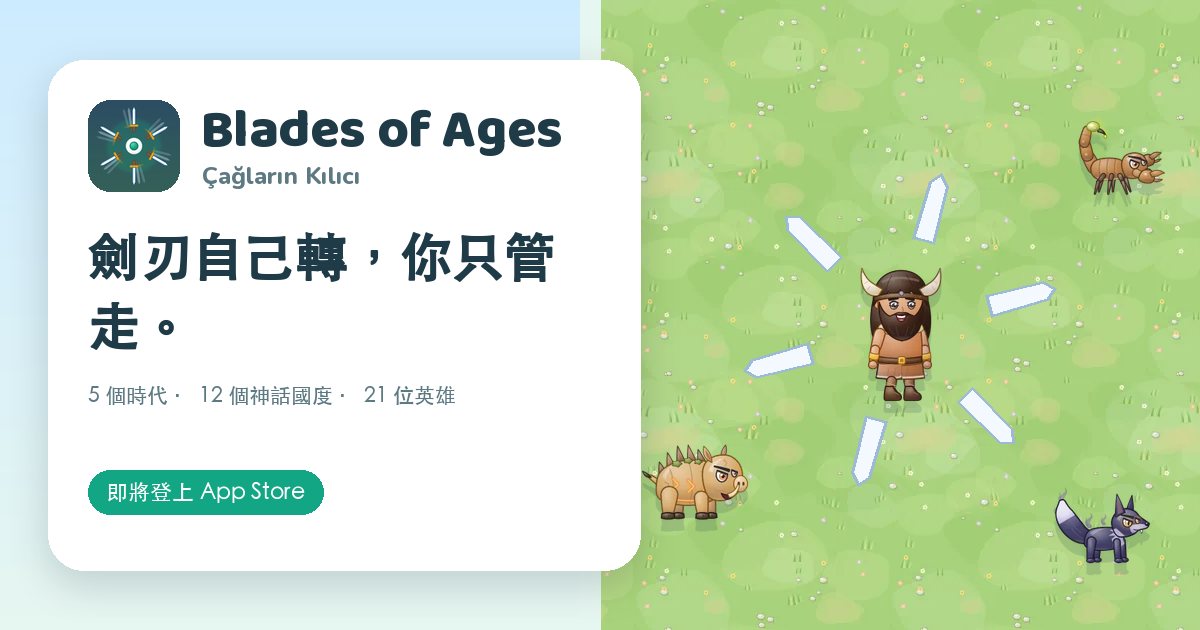 Blades of Ages
Çağların Kılıcı
劍刃自己轉，你只管
走。
5 個時代· 12 個神話國度· 21 位英雄
即將登上 App Store